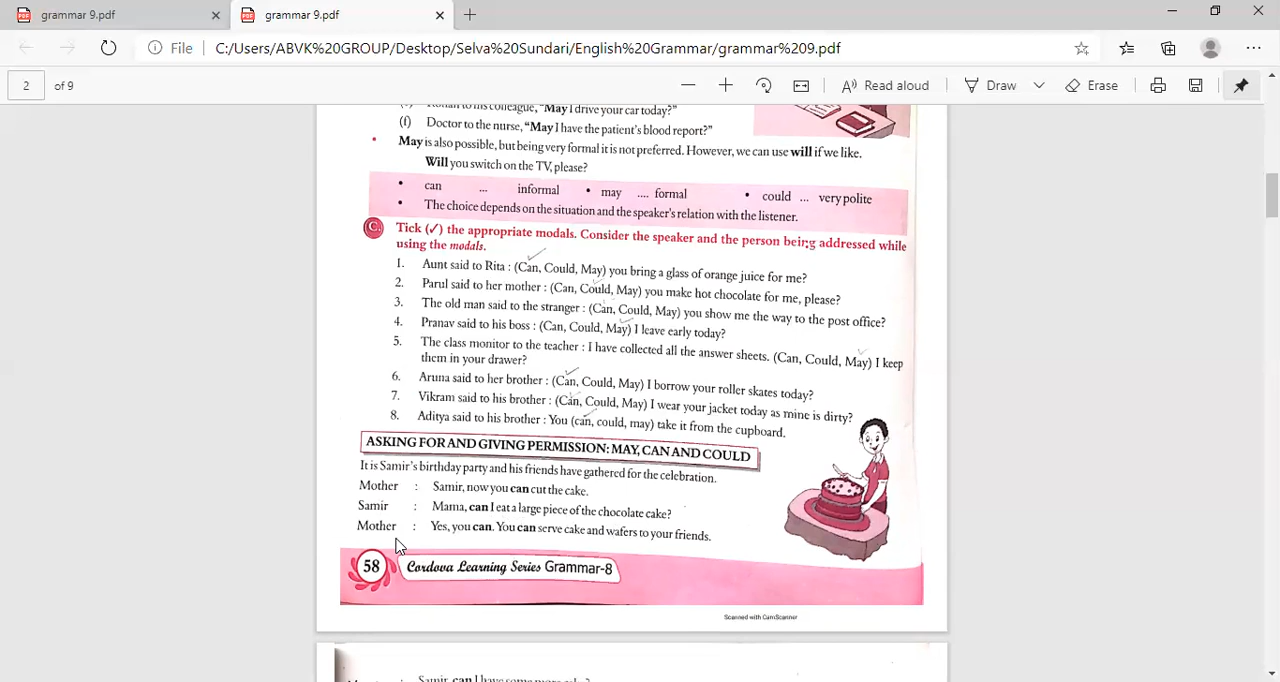 grammar 9.pdf
grammar 9.pdf
File C:/Users/ABVK%20GROUP/Desktop/Selva%20Sundari/English%20Grammar/grammar%209.pdf
2 of 9 Read aloud Draw Erase
to his colleague, "May I drive your car today?"
(f) Doctor to the nurse, "May I have the patient's blood report?"
• May is also possible, but being very formal it is not preferred. However, we can use will if we like.
Will you switch on the TV, please?
• can ... informal • may .... formal • could ... very polite
• The choice depends on the situation and the speaker's relation with the listener.
C. Tick (✓) the appropriate modals. Consider the speaker and the person being addressed while
using the modals.
1. Aunt said to Rita : (Can, Could, May) you bring a glass of orange juice for me?
2. Parul said to her mother : (Can, Could, May) you make hot chocolate for me, please?
3. The old man said to the stranger : (Can, Could, May) you show me the way to the post office?
4. Pranav said to his boss : (Can, Could, May) I leave early today?
5. The class monitor to the teacher : I have collected all the answer sheets. (Can, Could, May) I keep
them in your drawer?
6. Aruna said to her brother : (Can, Could, May) I borrow your roller skates today?
7. Vikram said to his brother : (Can, Could, May) I wear your jacket today as mine is dirty?
8. Aditya said to his brother : You (can, could, may) take it from the cupboard.
ASKING FOR AND GIVING PERMISSION: MAY, CAN AND COULD
It is Samir's birthday party and his friends have gathered for the celebration.
Mother : Samir, now you can cut the cake.
Samir : Mama, can I eat a large piece of the chocolate cake?
Mother : Yes, you can. You can serve cake and wafers to your friends.
58 Cordova Learning Series Grammar-8
Scanned with CamScanner
Samir, can I have some more cake?